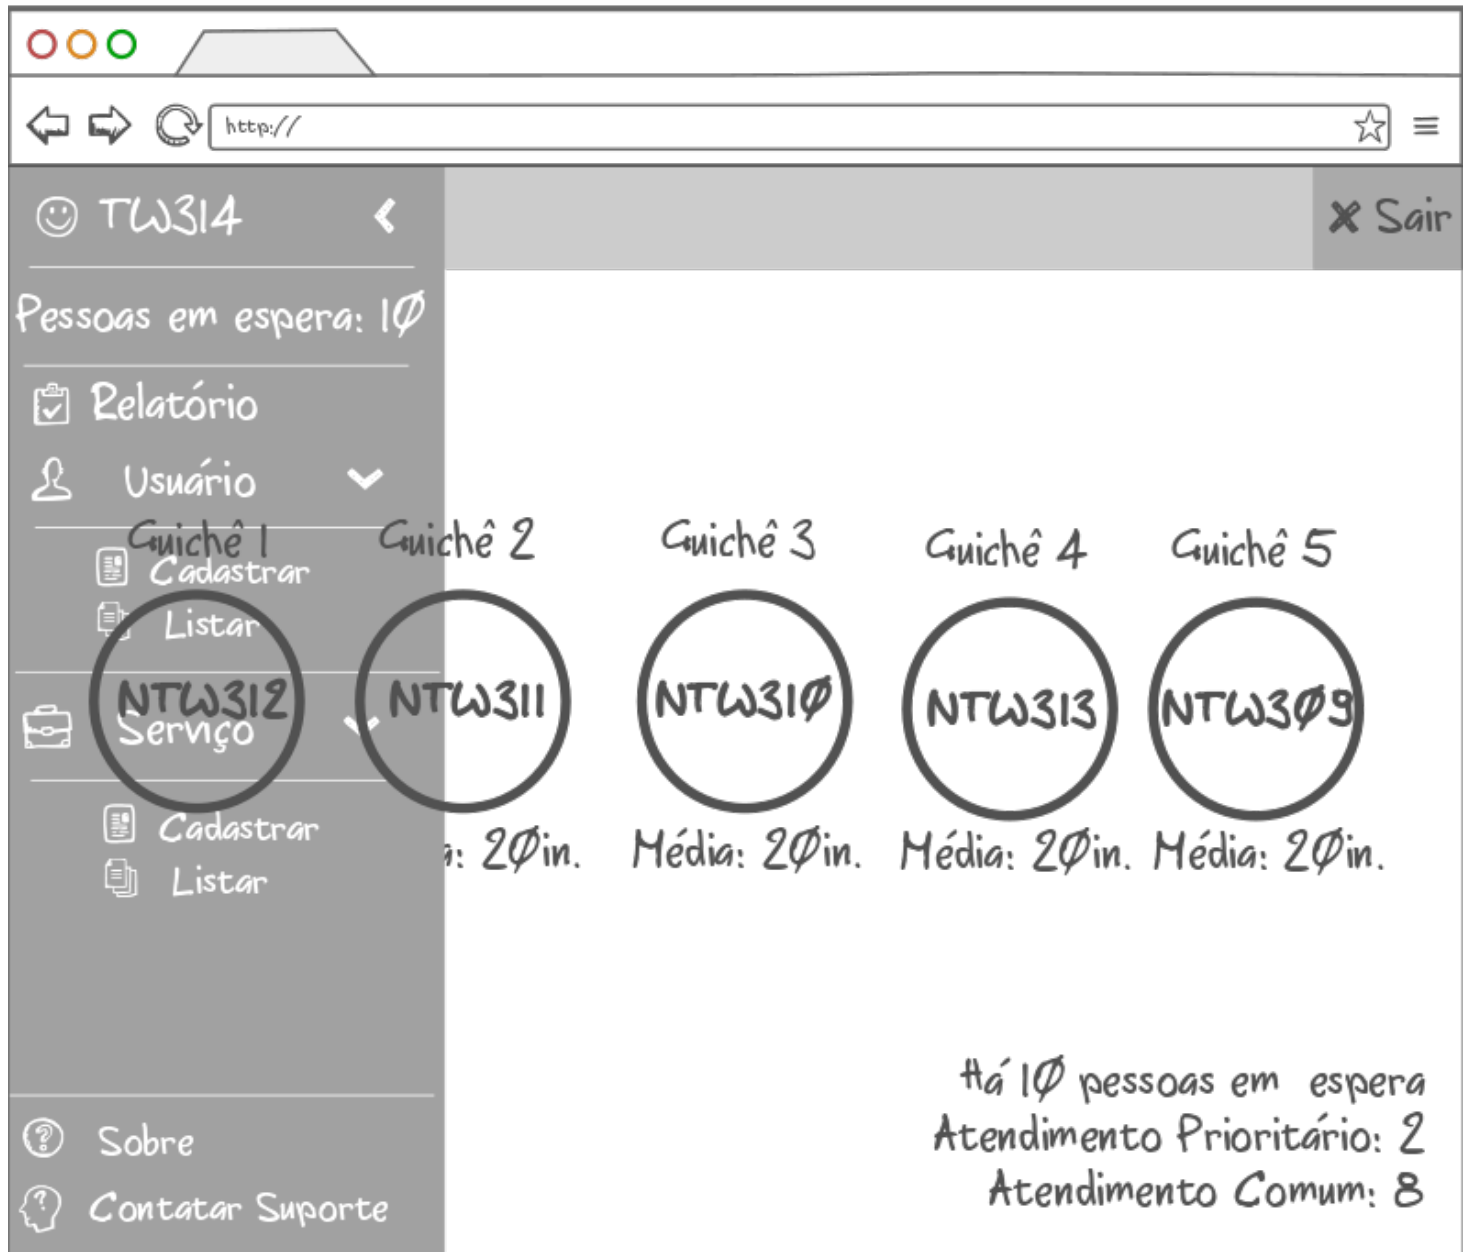 http://
TW314
Sair
Pessoas em espera: 10
Relatório
Usuário
Cadastrar
Listar
Serviço
Cadastrar
Listar
Sobre
Contatar Suporte
Guichê 1
NTW312
Guichê 2
NTW311
: 20in.
Guichê 3
NTW310
Média: 20in.
Guichê 4
NTW313
Média: 20in.
Guichê 5
NTW309
Média: 20in.
Há 10 pessoas em espera
Atendimento Prioritário: 2
Atendimento Comum: 8